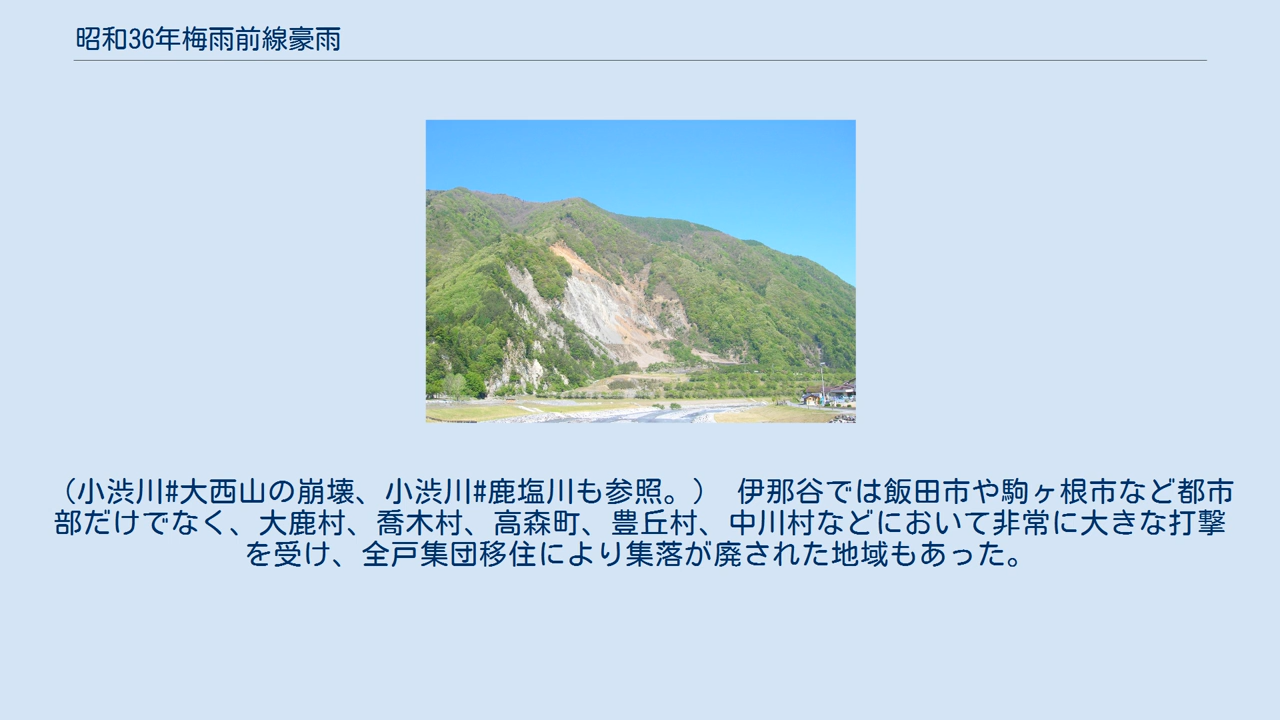 昭和36年梅雨前線豪雨
（小渋川#大西山の崩壊、小渋川#鹿塩川も参照。） 伊那谷では飯田市や駒ヶ根市など都市
部だけでなく、大鹿村、喬木村、高森町、豊丘村、中川村などにおいて非常に大きな打撃
を受け、全戸集団移住により集落が廃された地域もあった。